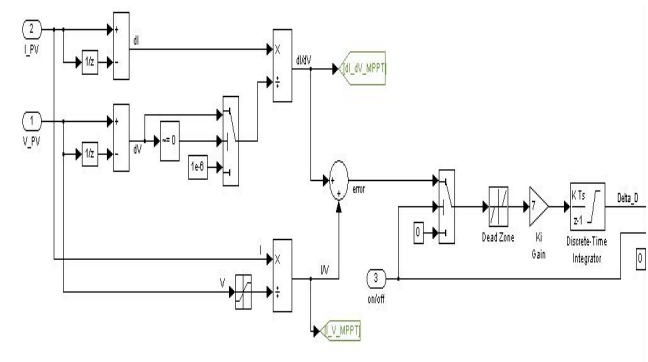 2
I_PV
+
-
1/z
dI
×
÷
dI/dV
[dI_dV_MPPT]
1
V_PV
+
-
1/z
dV
~= 0
1e-6
+
+
error
0
Dead Zone
7
Ki
Gain
K Ts
z-1
Discrete-Time
Integrator
Delta_D
0
3
on/off
I
V
×
÷
I/V
[I_V_MPPT]